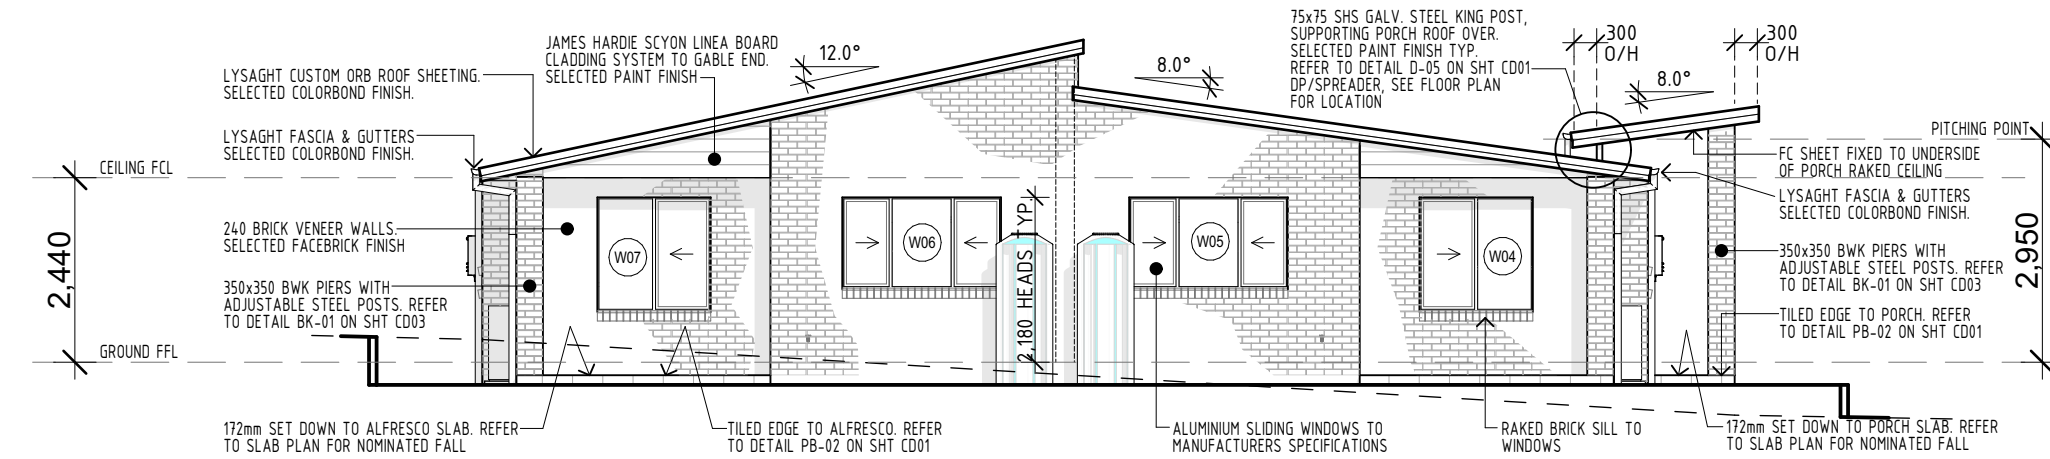 JAMES HARDIE SCYON LINEA BOARD
CLADDING SYSTEM TO GABLE END.
SELECTED PAINT FINISH
12.0°
8.0°
75x75 SHS GALV. STEEL KING POST,
SUPPORTING PORCH ROOF OVER.
SELECTED PAINT FINISH TYP.
REFER TO DETAIL D-05 ON SHT CD01
DP/SPREADER, SEE FLOOR PLAN
FOR LOCATION
300
O/H
300
O/H
8.0°
LYSAGHT CUSTOM ORB ROOF SHEETING.
SELECTED COLORBOND FINISH.
LYSAGHT FASCIA & GUTTERS
SELECTED COLORBOND FINISH.
CEILING FCL
2,440
240 BRICK VENEER WALLS.
SELECTED FACEBRICK FINISH
350x350 BWK PIERS WITH
ADJUSTABLE STEEL POSTS. REFER
TO DETAIL BK-01 ON SHT CD03
GROUND FFL
W07
W06
2,180 HEADS TYP.
W05
W04
PITCHING POINT
FC SHEET FIXED TO UNDERSIDE
OF PORCH RAKED CEILING
LYSAGHT FASCIA & GUTTERS
SELECTED COLORBOND FINISH.
2,950
350x350 BWK PIERS WITH
ADJUSTABLE STEEL POSTS. REFER
TO DETAIL BK-01 ON SHT CD03
TILED EDGE TO PORCH. REFER
TO DETAIL PB-02 ON SHT CD01
172mm SET DOWN TO ALFRESCO SLAB. REFER
TO SLAB PLAN FOR NOMINATED FALL
TILED EDGE TO ALFRESCO. REFER
TO DETAIL PB-02 ON SHT CD01
ALUMINIUM SLIDING WINDOWS TO
MANUFACTURERS SPECIFICATIONS
RAKED BRICK SILL TO
WINDOWS
172mm SET DOWN TO PORCH SLAB. REFER
TO SLAB PLAN FOR NOMINATED FALL